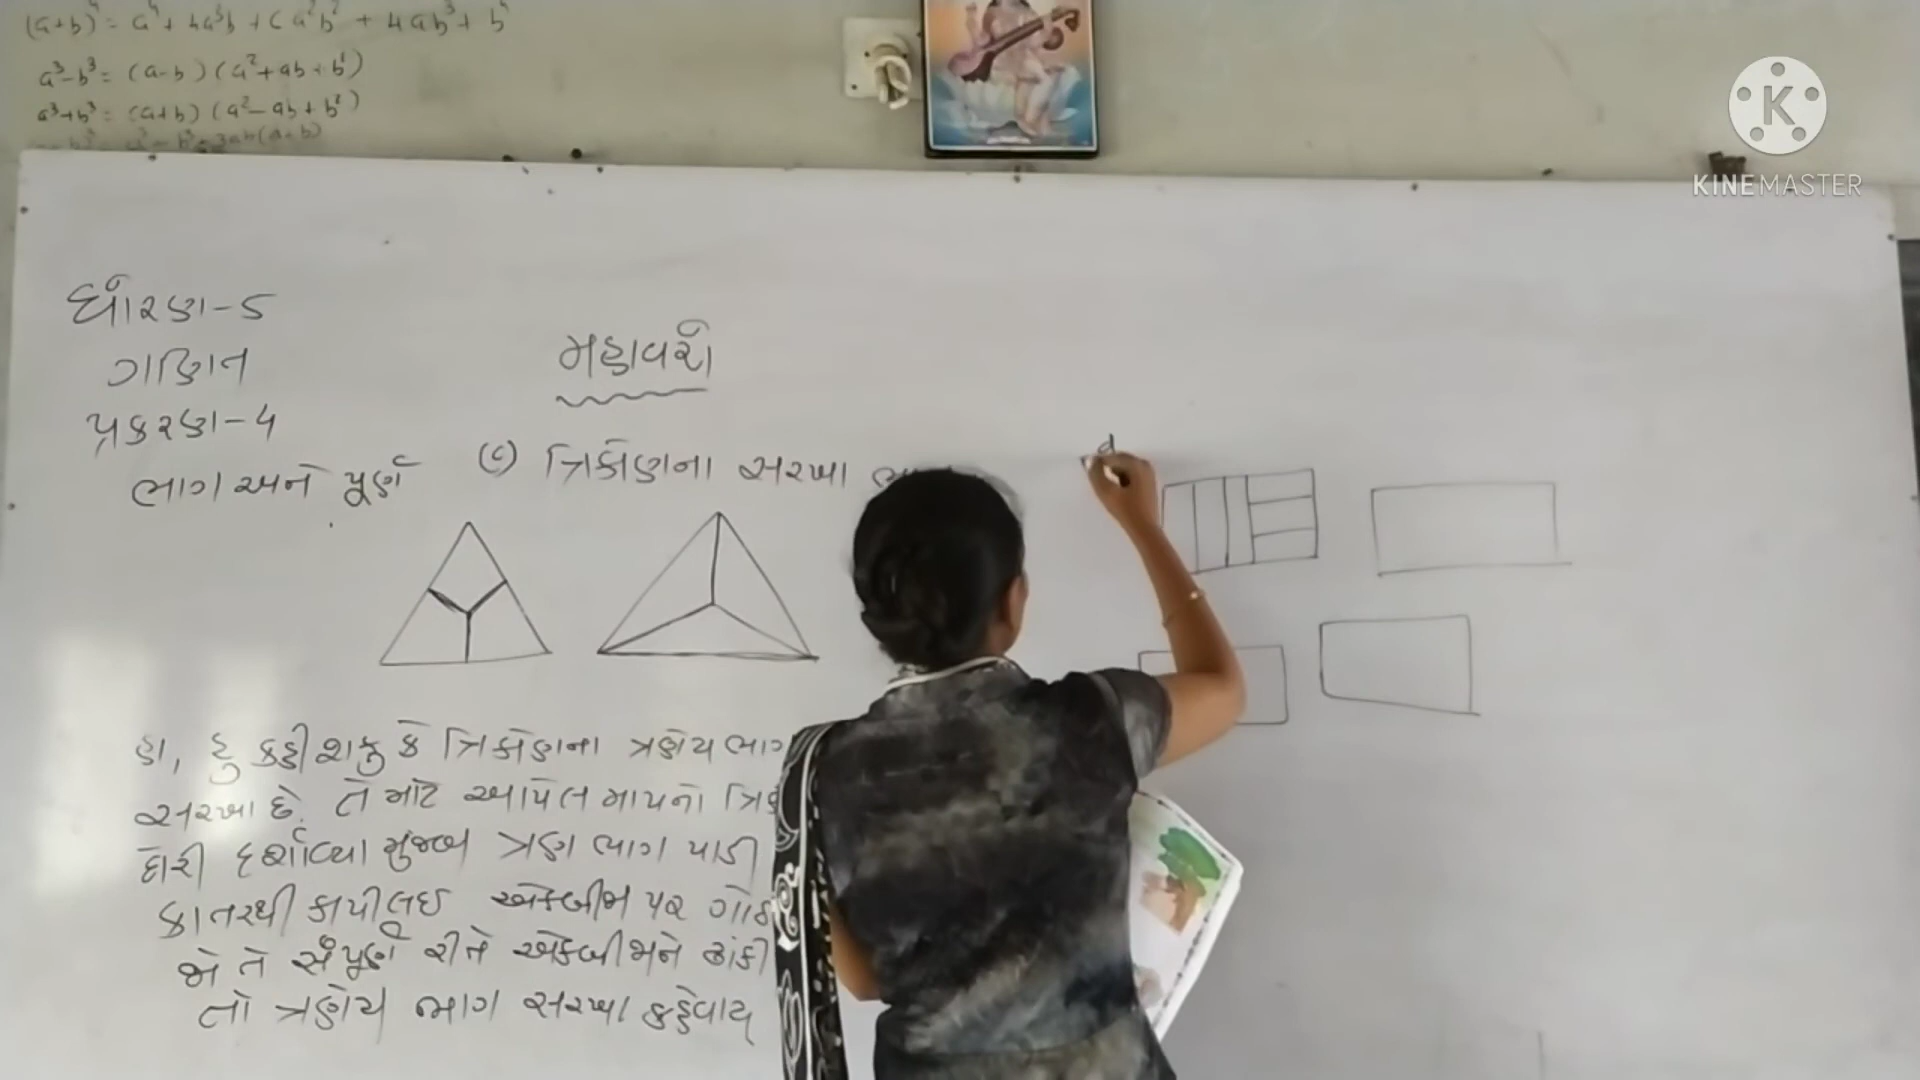 (a+b)⁴ = a⁴ + 4a³b + 6a²b² + 4ab³ + b⁴
a³-b³ = (a-b) (a²+ab+b²)
a³+b³ = (a+b) (a²-ab+b²)
KINEMASTER
ધોરણ-5
ગણિત
પ્રકરણ-4
ભાગ અને પૂર્ણ
મહાવરો
(c) ત્રિકોણના સરખા
d
હા, હું કહી શકું કે ત્રિકોણના ત્રણેય ભાગ
સરખા છે. તે માટે આપેલ માપનો
દોરી દર્શાવ્યા મુજબ ત્રણ ભાગ પાડી
કાતરથી કાપી લઇ એકબીજા પર
જો તે સંપૂર્ણ રીતે એકબીજાને ઢાંકી
તો ત્રણેય ભાગ સરખા કહેવાય